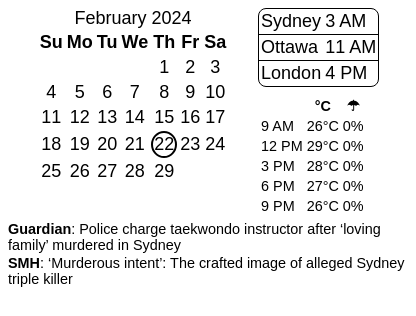 February 2024
Su Mo Tu We Th Fr Sa
1 2 3
4 5 6 7 8 9 10
11 12 13 14 15 16 17
18 19 20 21 22 23 24
25 26 27 28 29
Sydney 3 AM
Ottawa 11 AM
London 4 PM
°C ☂
9 AM 26°C 0%
12 PM 29°C 0%
3 PM 28°C 0%
6 PM 27°C 0%
9 PM 26°C 0%
Guardian: Police charge taekwondo instructor after ‘loving
family’ murdered in Sydney
SMH: ‘Murderous intent’: The crafted image of alleged Sydney
triple killer